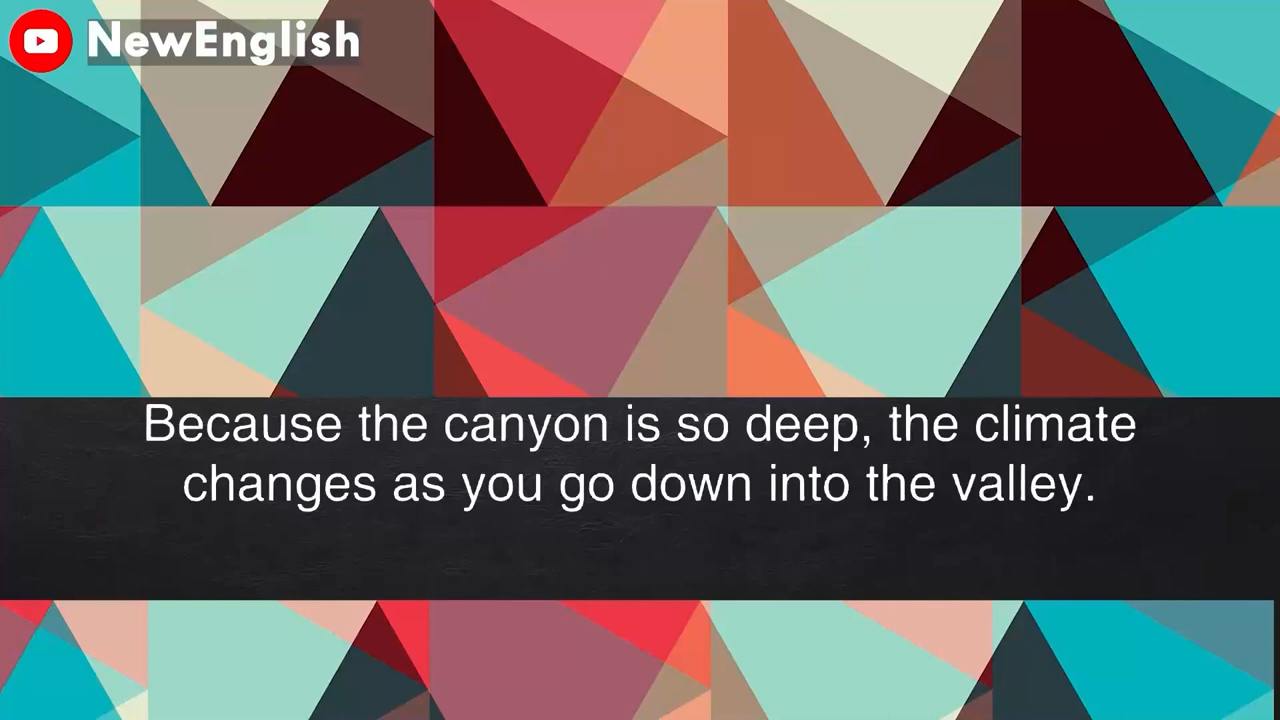 NewEnglish
Because the canyon is so deep, the climate
changes as you go down into the valley.